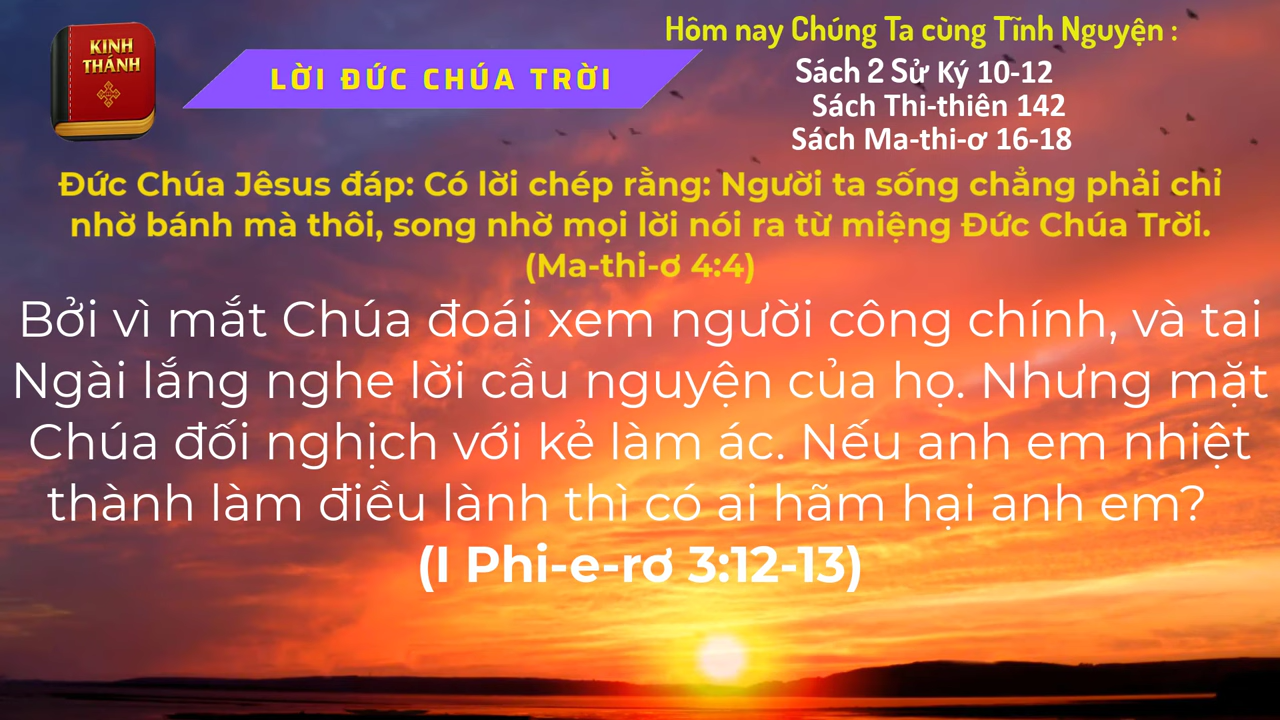 KINH
THÁNH
LỜI ĐỨC CHÚA TRỜI
Hôm nay Chúng Ta cùng Tĩnh Nguyện :
Sách 2 Sử Ký 10-12
Sách Thi-thiên 142
Sách Ma-thi-ơ 16-18
Đức Chúa Jêsus đáp: Có lời chép rằng: Người ta sống chẳng phải chỉ
nhờ bánh mà thôi, song nhờ mọi lời nói ra từ miệng Đức Chúa Trời.
(Ma-thi-ơ 4:4)
Bởi vì mắt Chúa đoái xem người công chính, và tai
Ngài lắng nghe lời cầu nguyện của họ. Nhưng mặt
Chúa đối nghịch với kẻ làm ác. Nếu anh em nhiệt
thành làm điều lành thì có ai hãm hại anh em?
(I Phi-e-rơ 3:12-13)